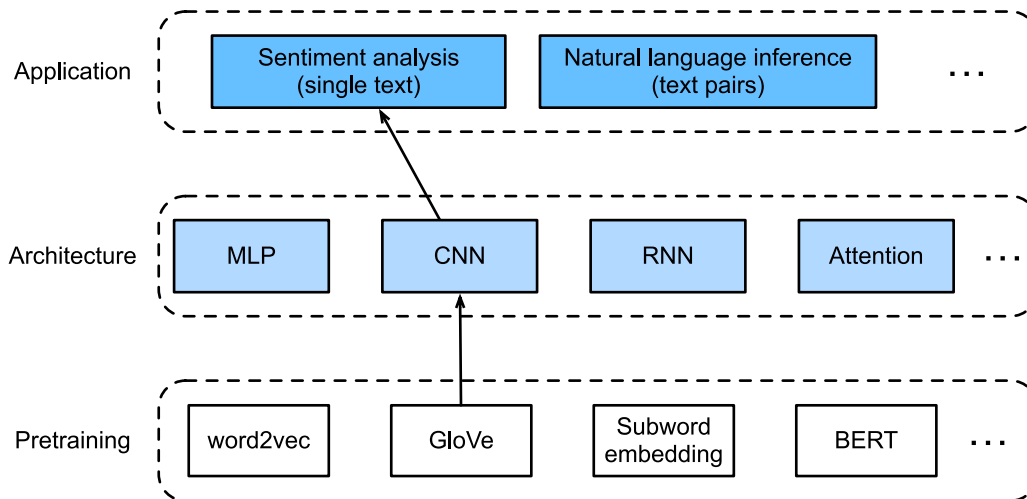 Application
Sentiment analysis
(single text)
Natural language inference
(text pairs)
...
Architecture
MLP
CNN
RNN
Attention
...
Pretraining
word2vec
GloVe
Subword
embedding
BERT
...